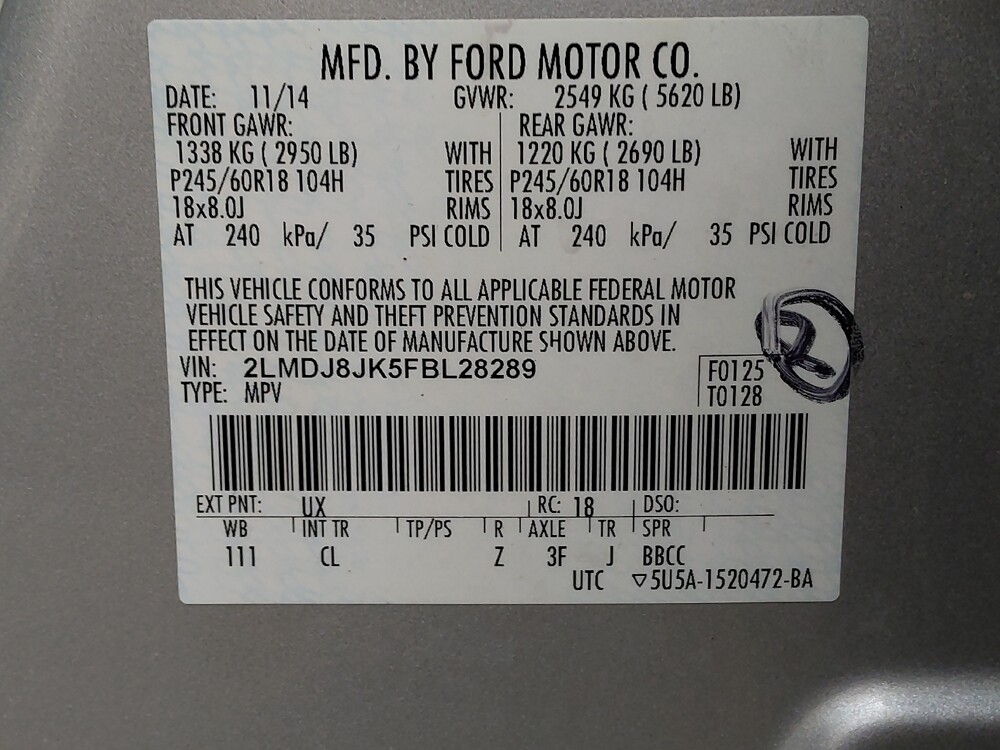 MFD. BY FORD MOTOR CO.
DATE: 11/14 GVWR: 2549 KG ( 5620 LB)
FRONT GAWR: REAR GAWR:
1338 KG ( 2950 LB) WITH 1220 KG ( 2690 LB) WITH
P245/60R18 104H TIRES P245/60R18 104H TIRES
18x8.0J RIMS 18x8.0J RIMS
AT 240 kPa/ 35 PSI COLD AT 240 kPa/ 35 PSI COLD
THIS VEHICLE CONFORMS TO ALL APPLICABLE FEDERAL MOTOR
VEHICLE SAFETY AND THEFT PREVENTION STANDARDS IN
EFFECT ON THE DATE OF MANUFACTURE SHOWN ABOVE.
VIN: 2LMDJ8JK5FBL28289 F0125
TYPE: MPV T0128
EXT PNT: UX RC: 18 DSO:
WB INT TR TP/PS R AXLE TR SPR
111 CL Z 3F J BBCC
UTC ▽5U5A-1520472-BA